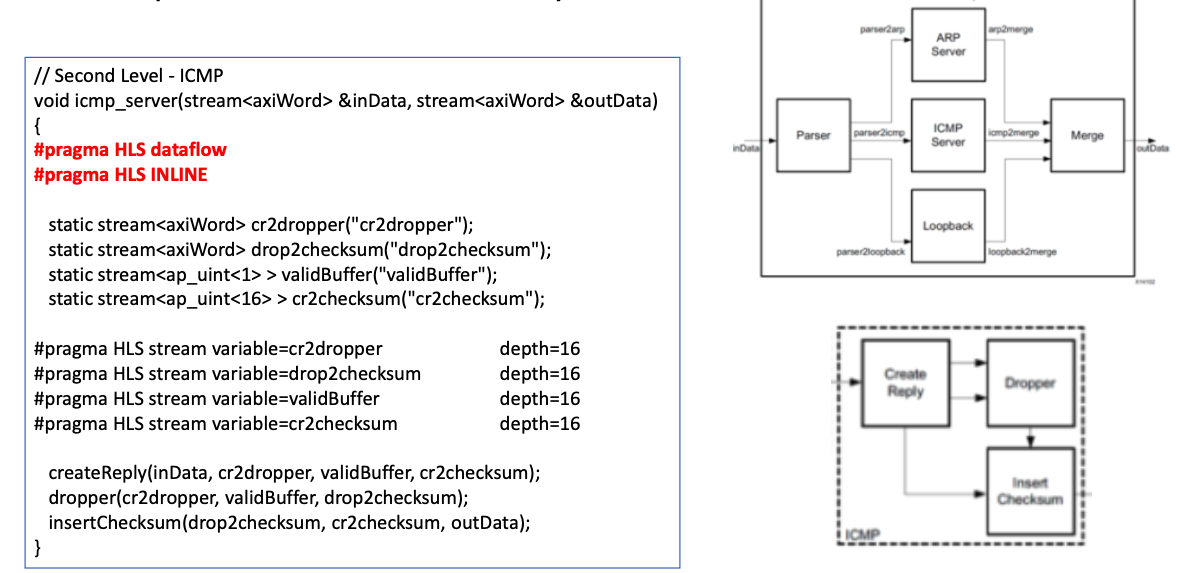 // Second Level - ICMP
void icmp_server(stream<axiWord> &inData, stream<axiWord> &outData)
{
#pragma HLS dataflow
#pragma HLS INLINE
static stream<axiWord> cr2dropper("cr2dropper");
static stream<axiWord> drop2checksum("drop2checksum");
static stream<ap_uint<1> > validBuffer("validBuffer");
static stream<ap_uint<16> > cr2checksum("cr2checksum");
#pragma HLS stream variable=cr2dropper depth=16
#pragma HLS stream variable=drop2checksum depth=16
#pragma HLS stream variable=validBuffer depth=16
#pragma HLS stream variable=cr2checksum depth=16
createReply(inData, cr2dropper, validBuffer, cr2checksum);
dropper(cr2dropper, validBuffer, drop2checksum);
insertChecksum(drop2checksum, cr2checksum, outData);
}
parser2arp
ARP
Server
arp2merge
inData
Parser
parser2icmp
ICMP
Server
icmp2merge
Merge
outData
parser2loopback
Loopback
loopback2merge
Create
Reply
Dropper
Insert
Checksum
ICMP